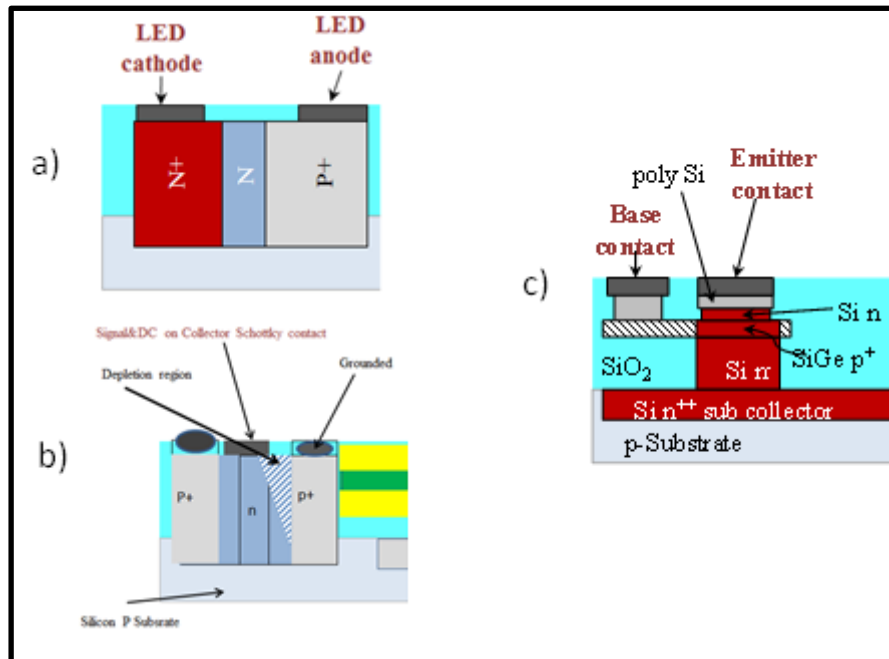 LED
cathode
LED
anode
a)
N+
N
P+
Signal&DC on Collector Schottky contact
Depletion region
Grounded
b)
P+
n
p+
Silicon P Subsrate
c)
poly Si
Emitter
contact
Base
contact
Si n
SiGe p+
SiO2
Si n
Si n++ sub collector
p-Substrate